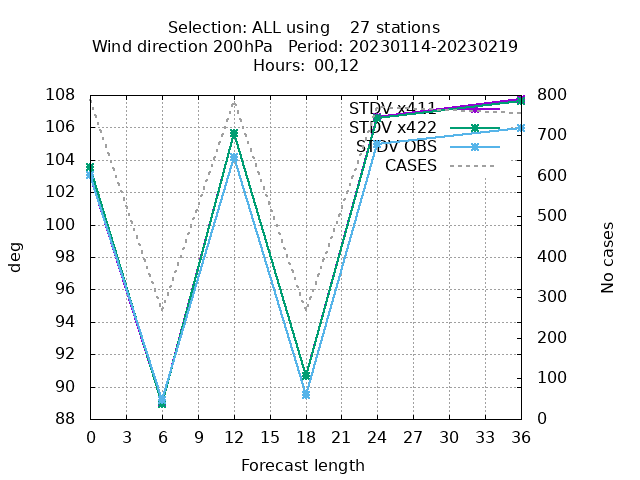 Selection: ALL using    27 stations
Wind direction 200hPa   Period: 20230114-20230219
Hours:  00,12
STDV x411
STDV x422
STDV OBS
CASES
108
106
104
102
100
98
96
94
92
90
88
800
700
600
500
400
300
200
100
0
deg
No cases
0 3 6 9 12 15 18 21 24 27 30 33 36
Forecast length